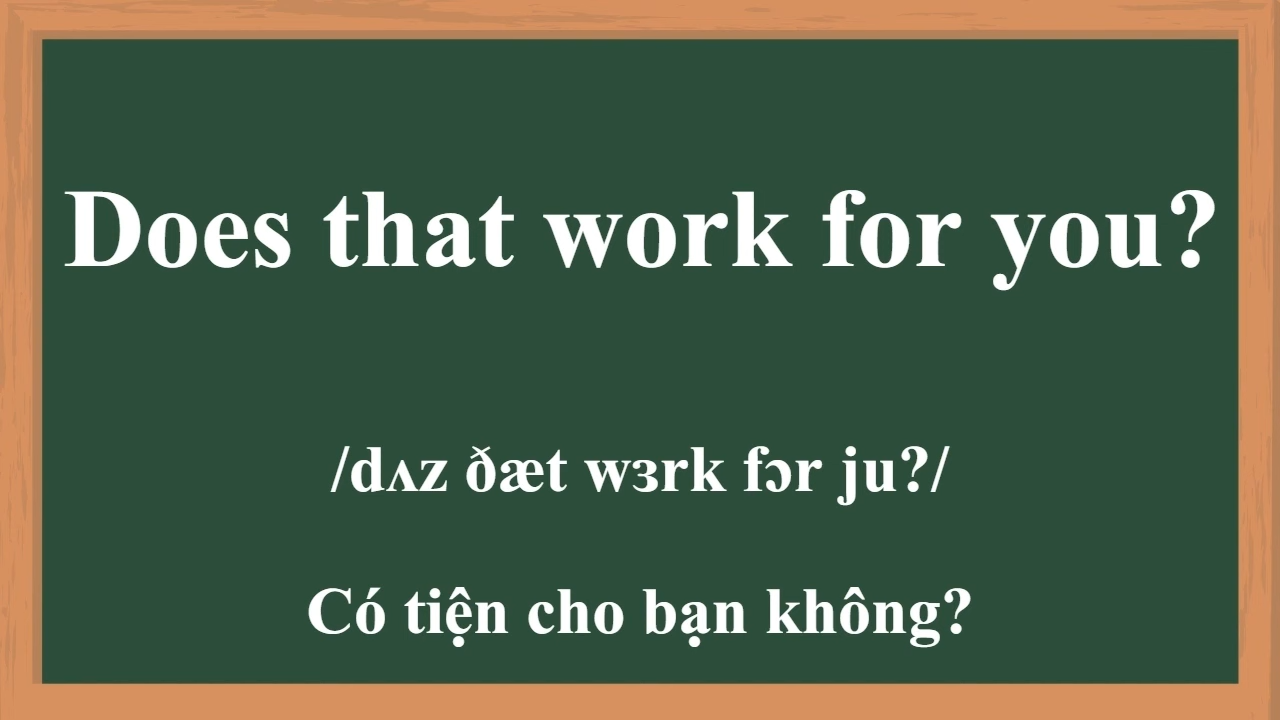 Does that work for you?
/dʌz ðæt wɜrk fɔr ju?/
Có tiện cho bạn không?